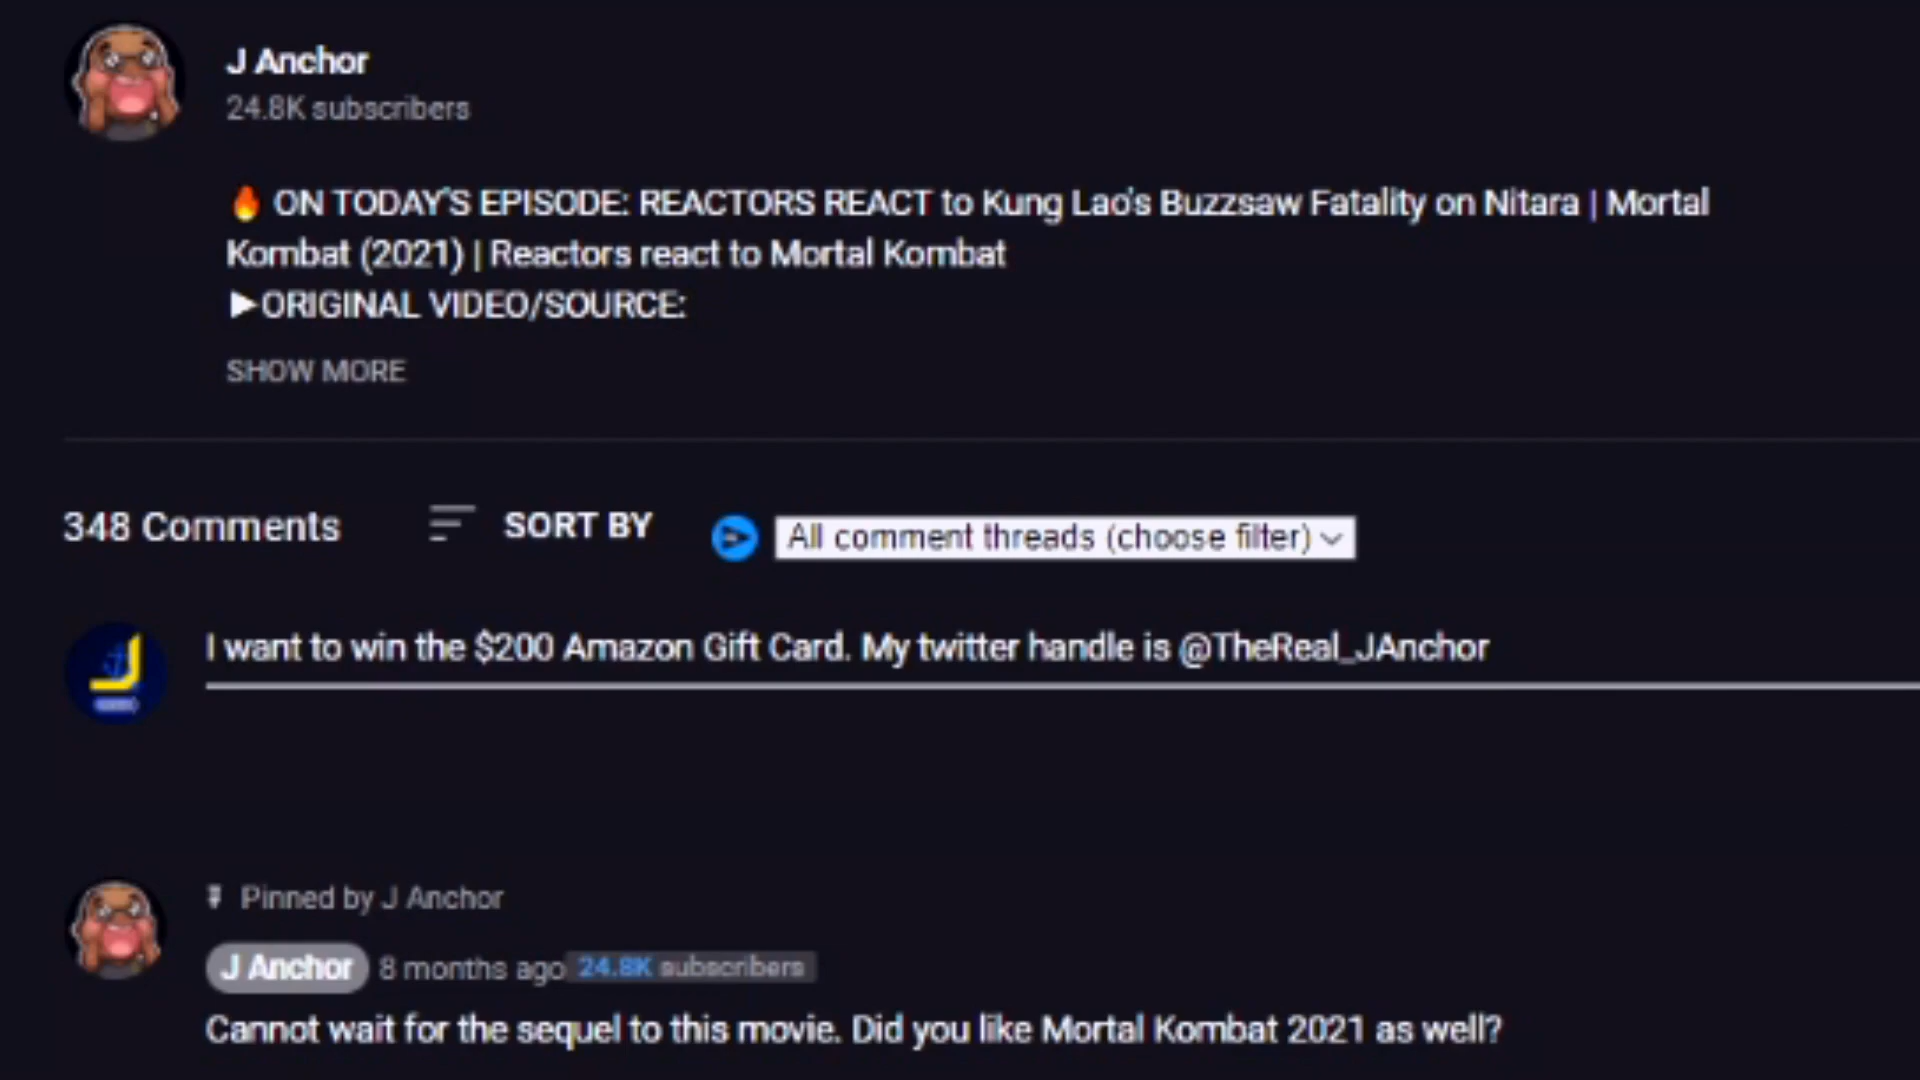 J Anchor
24.8K subscribers
🔥 ON TODAY'S EPISODE: REACTORS REACT to Kung Lao's Buzzsaw Fatality on Nitara | Mortal
Kombat (2021) | Reactors react to Mortal Kombat
▶ORIGINAL VIDEO/SOURCE:
SHOW MORE
348 Comments SORT BY All comment threads (choose filter)
I want to win the $200 Amazon Gift Card. My twitter handle is @TheReal_JAnchor
Pinned by J Anchor
J Anchor 8 months ago 24.8K subscribers
Cannot wait for the sequel to this movie. Did you like Mortal Kombat 2021 as well?